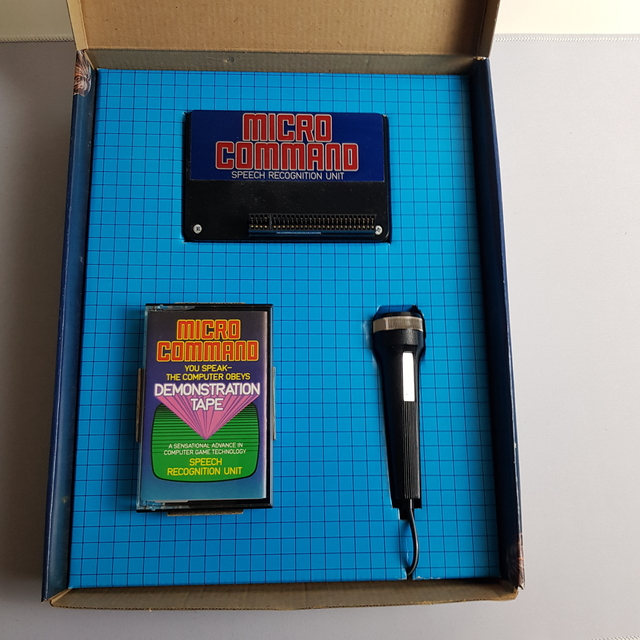 MICRO
COMMAND
SPEECH RECOGNITION UNIT
MICRO
COMMAND
YOU SPEAK-
THE COMPUTER OBEYS
DEMONSTRATION
TAPE
A SENSATIONAL ADVANCE IN
COMPUTER GAME TECHNOLOGY
SPEECH
RECOGNITION UNIT